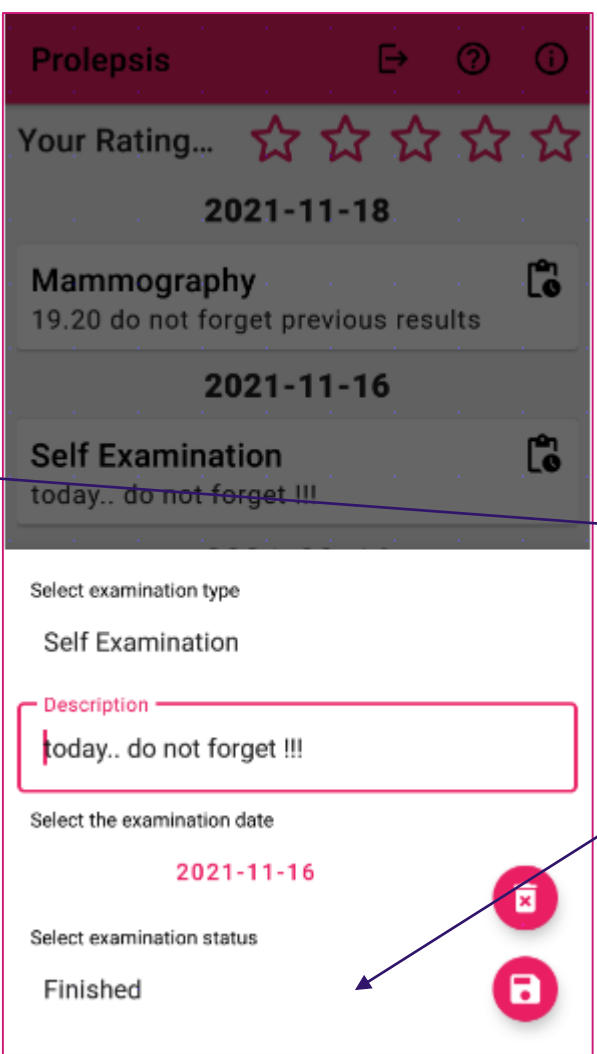 Prolepsis
Your Rating...
2021-11-18
Mammography
19.20 do not forget previous results
2021-11-16
Self Examination
today.. do not forget !!!
Select examination type
Self Examination
Description
today.. do not forget !!!
Select the examination date
2021-11-16
Select examination status
Finished